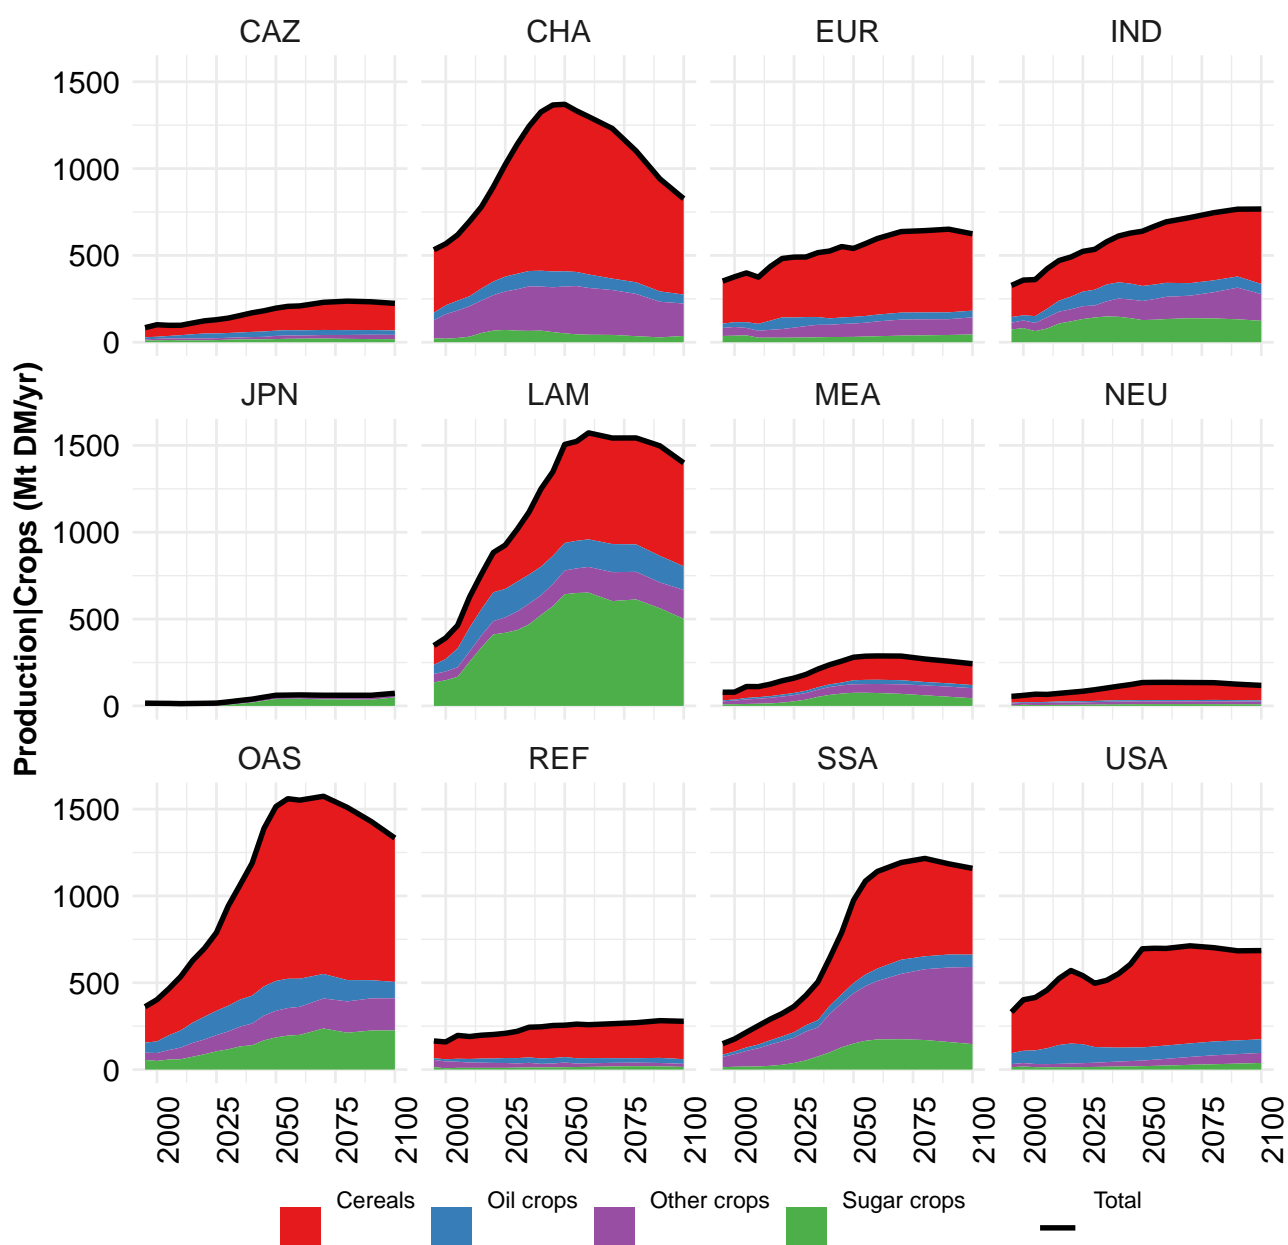 CAZ CHA EUR IND
1500
1000
500
0
JPN LAM MEA NEU
1500
1000
500
0
OAS REF SSA USA
1500
1000
500
0
2000 2025 2050 2075 2100 2000 2025 2050 2075 2100 2000 2025 2050 2075 2100 2000 2025 2050 2075 2100
Production|Crops (Mt DM/yr)
Cereals Oil crops Other crops Sugar crops Total